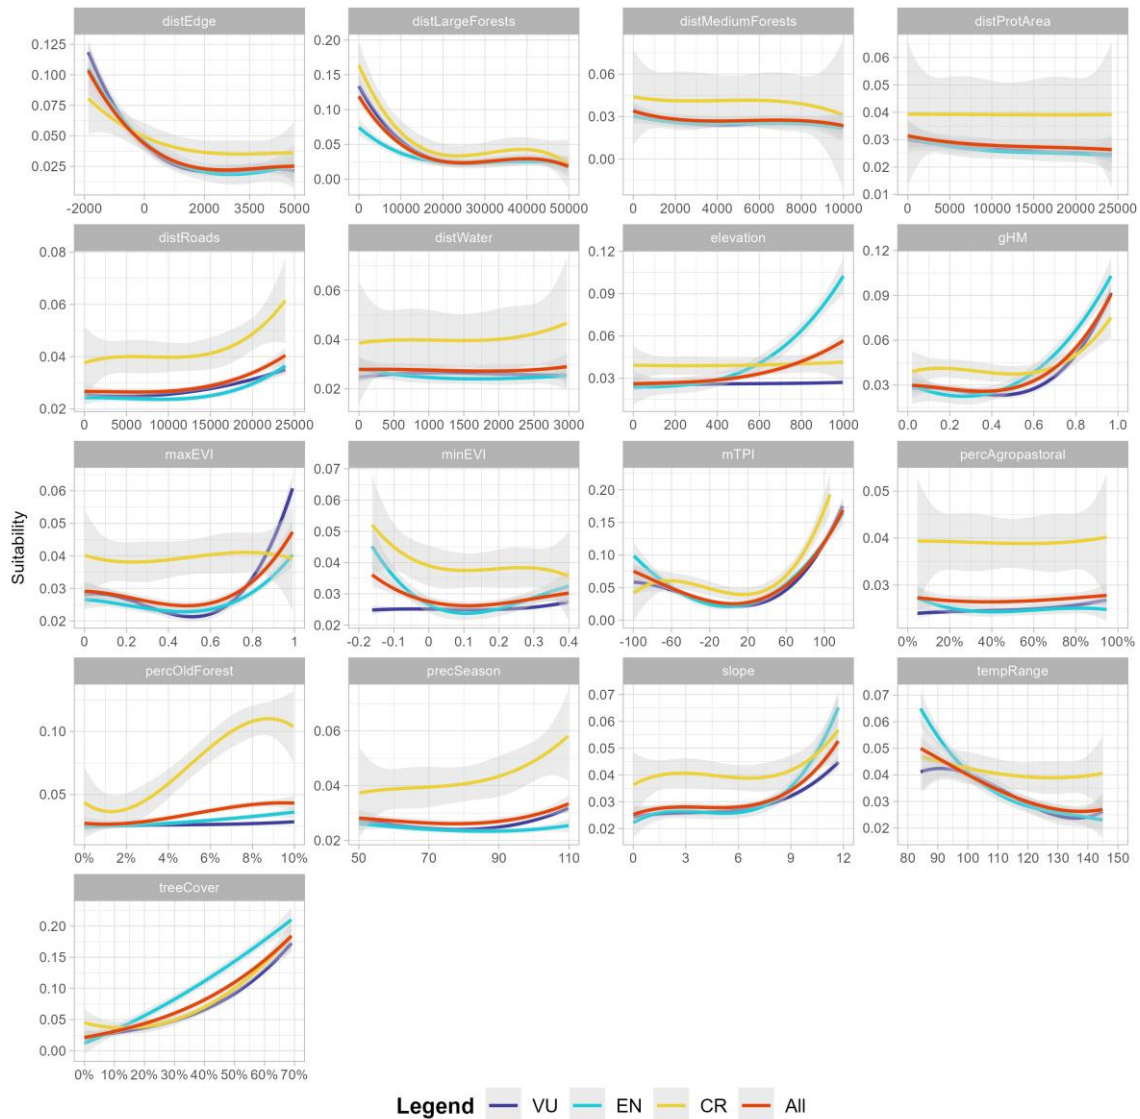 distEdge distLargeForests distMediumForests distProtArea
0.125 0.100 0.075 0.050 0.025
0.20 0.15 0.10 0.05 0.00
0.06 0.03 0.00
0.06 0.05 0.04 0.03 0.02 0.01
-2000 0 2000 3500 5000
0 10000 20000 30000 40000 50000
0 2000 4000 6000 8000 10000
0 5000 10000 15000 20000 25000
distRoads distWater elevation gHM
0.08 0.06 0.04 0.02
0.06 0.04 0.02
0.12 0.09 0.06 0.03
0.12 0.09 0.06 0.03 0.00
0 5000 10000 15000 20000 25000
0 500 1000 1500 2000 2500 3000
0 200 400 600 800 1000
0.0 0.2 0.4 0.6 0.8 1.0
Suitability
maxEVI minEVI mTPI percAgropastoral
0.06 0.05 0.04 0.03 0.02
0.07 0.06 0.05 0.04 0.03 0.02
0.20 0.15 0.10 0.05 0.00
0.05 0.04 0.03
0 0.2 0.4 0.6 0.8 1
-0.2 -0.1 0 0.1 0.2 0.3 0.4
-100 -60 -20 20 60 100
0% 20% 40% 60% 80% 100%
percOldForest precSeason slope tempRange
0.10 0.05
0.06 0.04 0.02
0.07 0.06 0.05 0.04 0.03 0.02
0.07 0.06 0.05 0.04 0.03 0.02
0% 2% 4% 6% 8% 10%
50 70 90 110
0 3 6 9 12
80 90 100 110 120 130 140 150
treeCover
0.20 0.15 0.10 0.05 0.00
0% 10% 20% 30% 40% 50% 60% 70%
Legend VU EN CR All